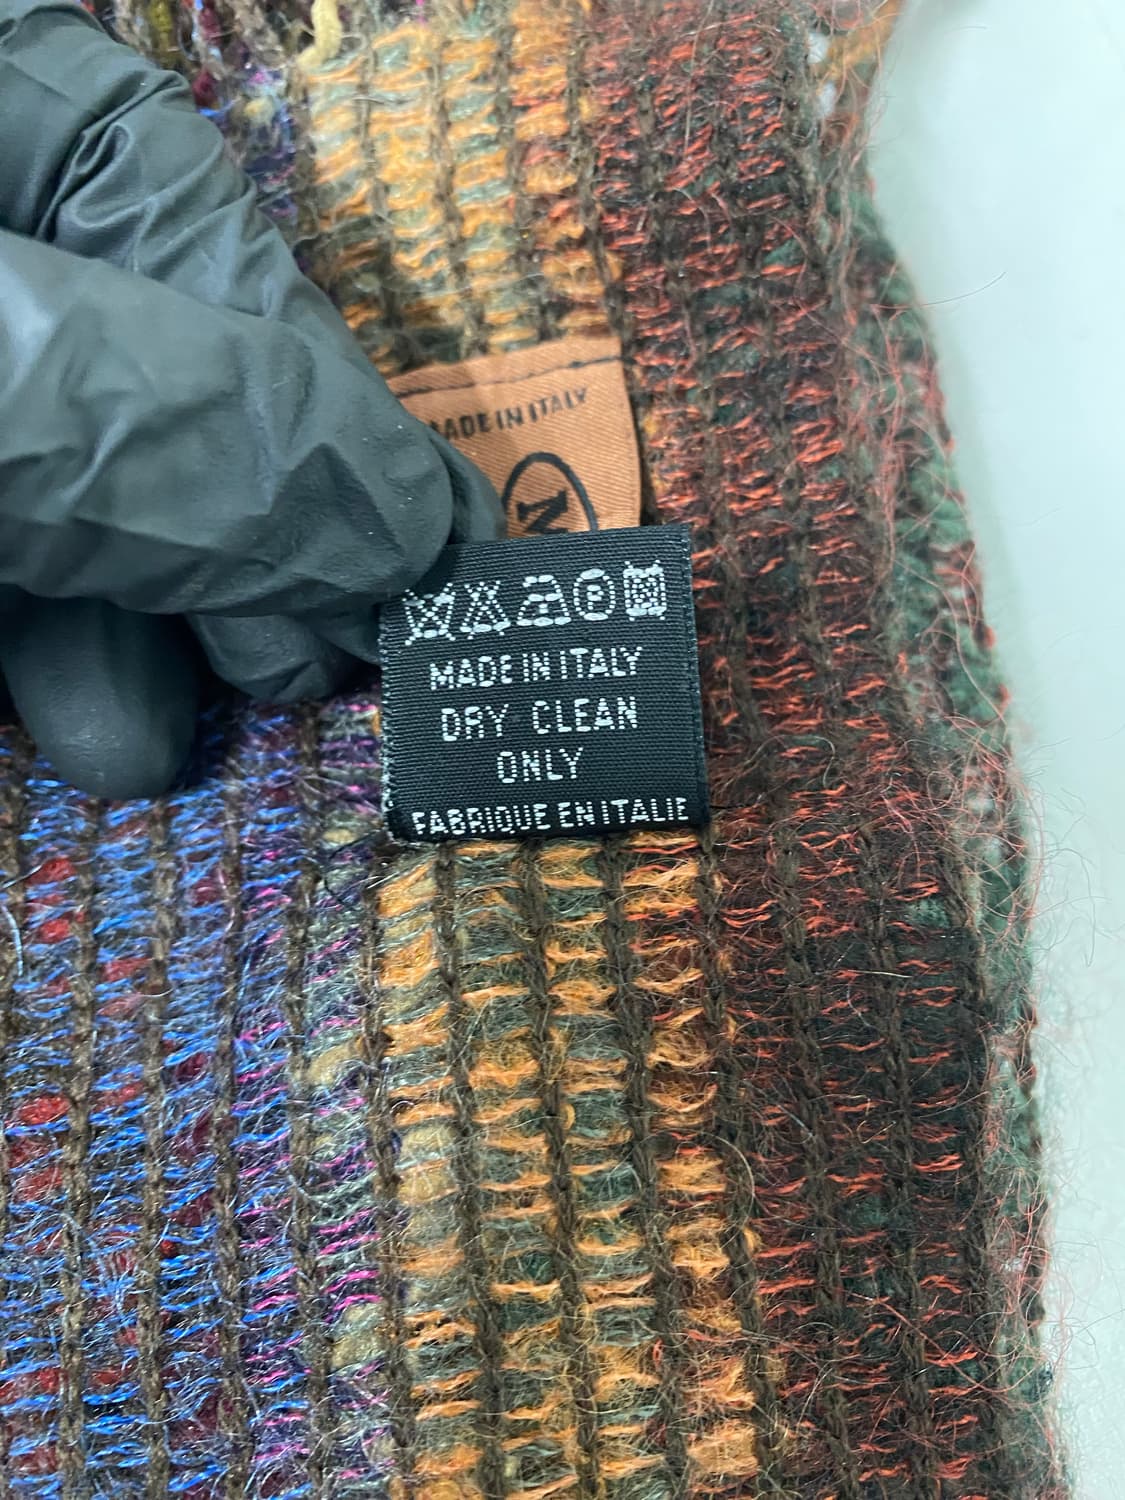 MADE IN ITALY
N
MADE IN ITALY
DRY CLEAN
ONLY
FABRIQUE EN ITALIE